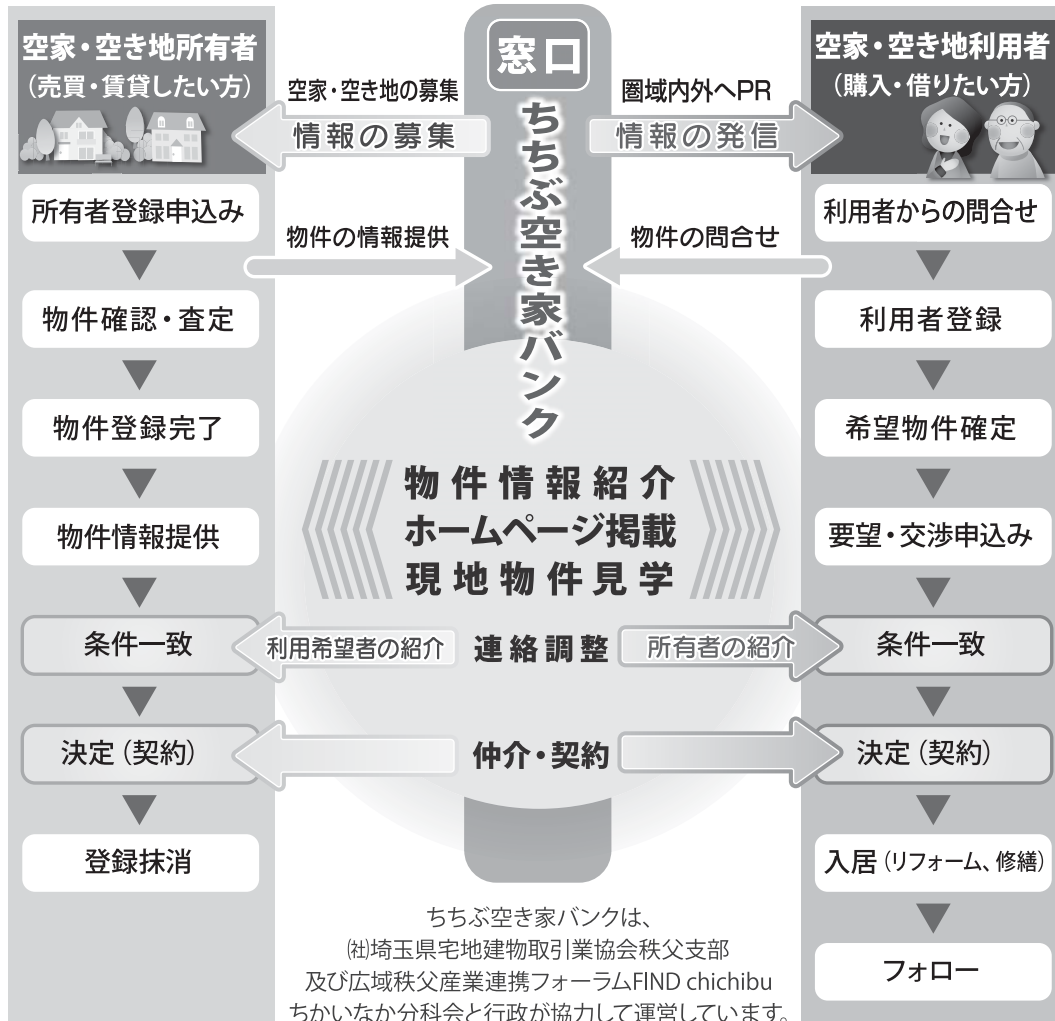 空家・空き地所有者
(売買・賃貸したい方)
所有者登録申込み
物件確認・査定
物件登録完了
物件情報提供
条件一致
決定(契約)
登録抹消
空家・空き地の募集
情報の募集
物件の情報提供
窓口
ちちぶ空き家バンク
圏域内外へPR
情報の発信
物件の問合せ
物件情報紹介
ホームページ掲載
現地物件見学
利用希望者の紹介
連絡調整
所有者の紹介
仲介・契約
空家・空き地利用者
(購入・借りたい方)
利用者からの問合せ
利用者登録
希望物件確定
要望・交渉申込み
条件一致
決定(契約)
入居(リフォーム、修繕)
フォロー
ちちぶ空き家バンクは、
㈳埼玉県宅地建物取引業協会秩父支部
及び広域秩父産業連携フォーラムFIND chichibu
ちかいなか分科会と行政が協力して運営しています。